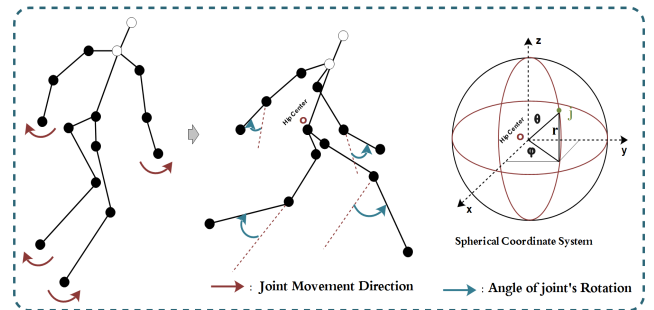 Hip Center
z
J
θ
Hip Center
r
φ
y
x
Spherical Coordinate System
: Joint Movement Direction
: Angle of joint's Rotation